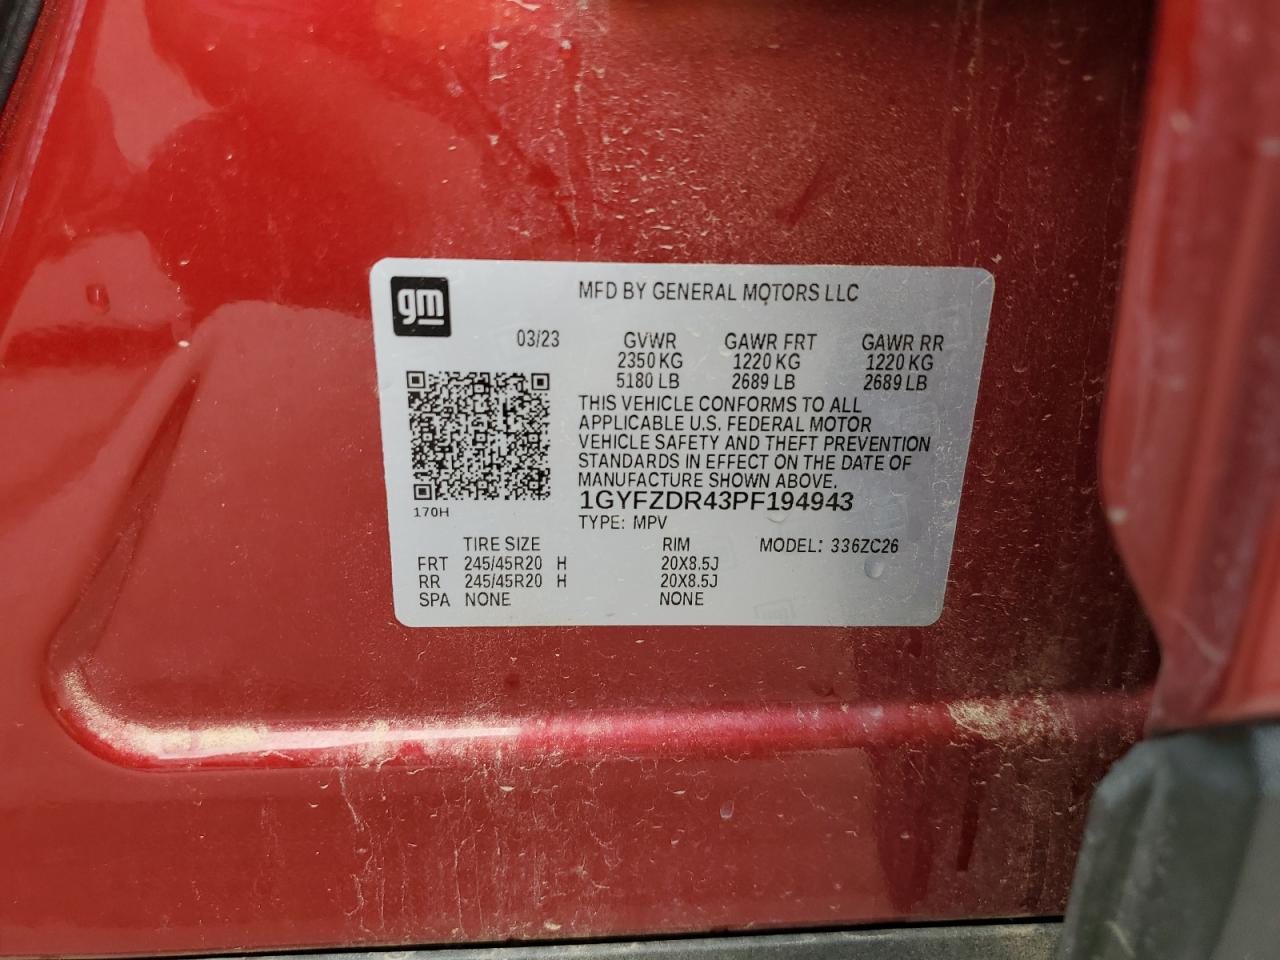 gm
MFD BY GENERAL MOTORS LLC
03/23 GVWR GAWR FRT GAWR RR
2350 KG 1220 KG 1220 KG
5180 LB 2689 LB 2689 LB
THIS VEHICLE CONFORMS TO ALL
APPLICABLE U.S. FEDERAL MOTOR
VEHICLE SAFETY AND THEFT PREVENTION
STANDARDS IN EFFECT ON THE DATE OF
MANUFACTURE SHOWN ABOVE.
170H
1GYFZDR43PF194943
TYPE: MPV
TIRE SIZE RIM MODEL: 336ZC26
FRT 245/45R20 H 20X8.5J
RR 245/45R20 H 20X8.5J
SPA NONE NONE